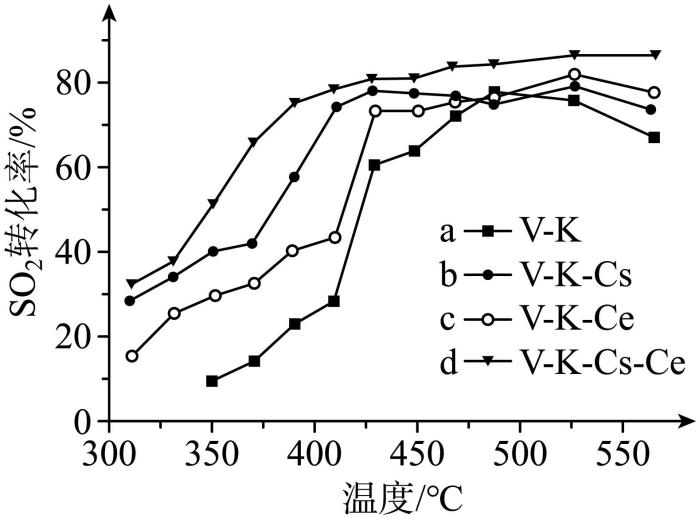 SO₂转化率/%
80
60
40
20
0
300 350 400 450 500 550
温度/℃
a V-K
b V-K-Cs
c V-K-Ce
d V-K-Cs-Ce